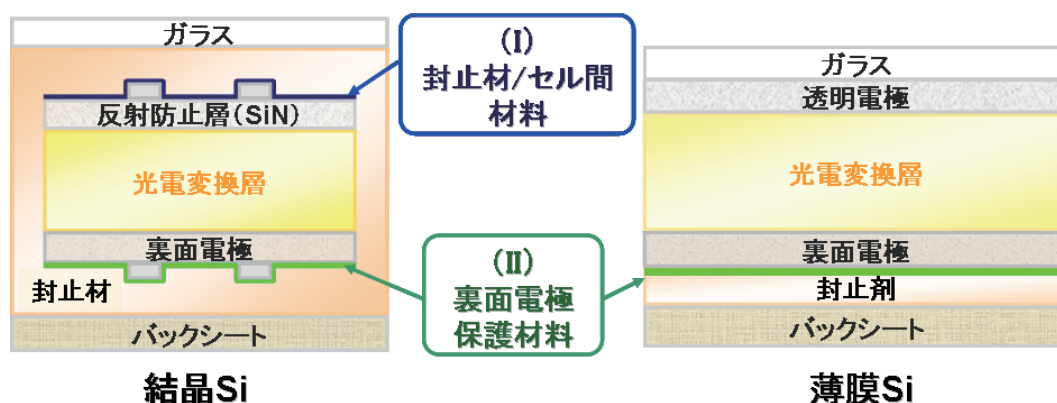 ガラス
反射防止層(SiN)
光電変換層
裏面電極
封止材
バックシート
結晶Si
(Ⅰ)
封止材/セル間
材料
(Ⅱ)
裏面電極
保護材料
ガラス
透明電極
光電変換層
裏面電極
封止剤
バックシート
薄膜Si